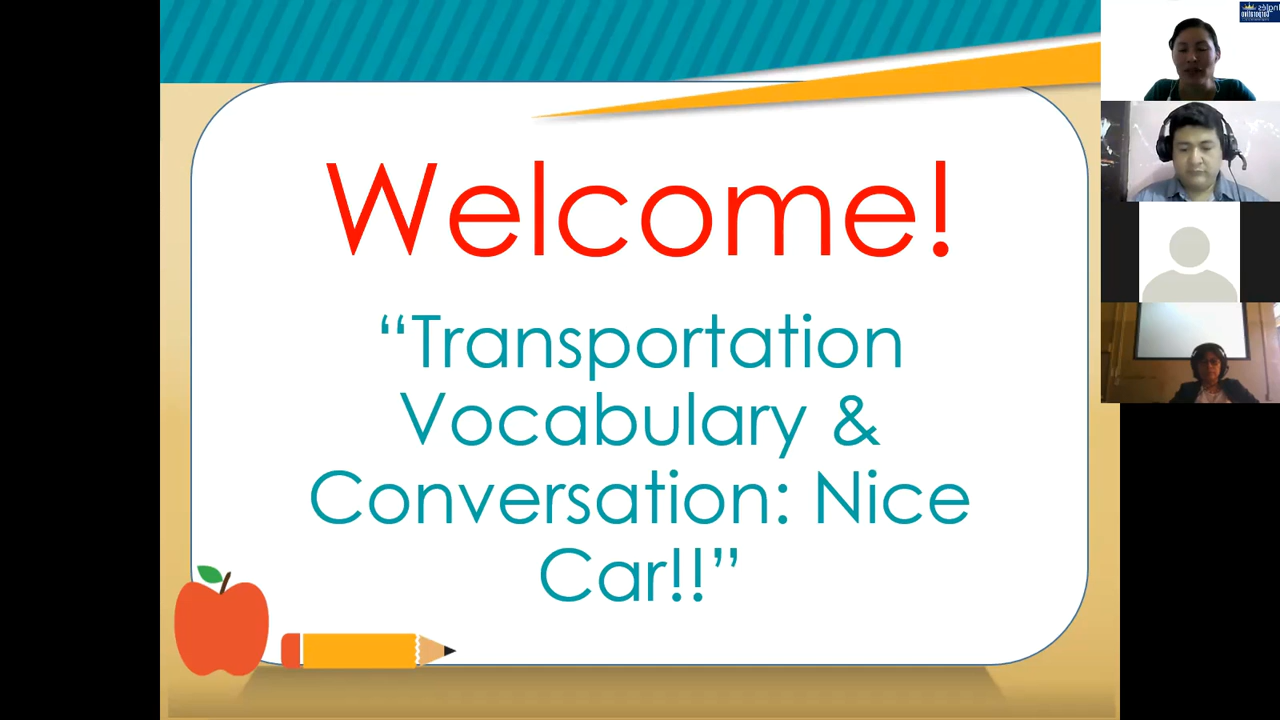 Welcome!
“Transportation
Vocabulary &
Conversation: Nice
Car!!”